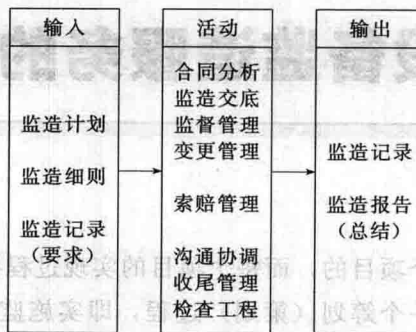 输入
监造计划
监造细则
监造记录
(要求)
活动
合同分析
监造交底
监督管理
变更管理
索赔管理
沟通协调
收尾管理
检查工程
输出
监造记录
监造报告
(总结)